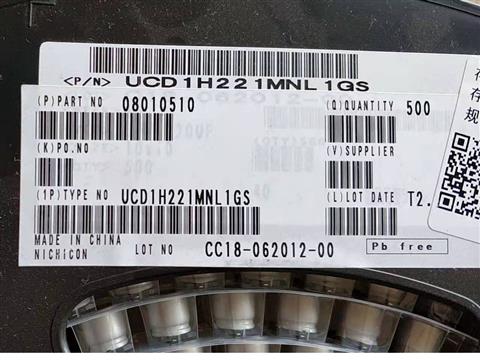 <P/N> UCD1H221MNL1GS
(P)PART NO 08010510
(Q)QUANTITY 500
(K)PO.NO
(V)SUPPLIER
(1P)TYPE NO UCD1H221MNL1GS
(L)LOT DATE T2.
MADE IN CHINA
NICHICON
LOT NO CC18-062012-00
Pb free